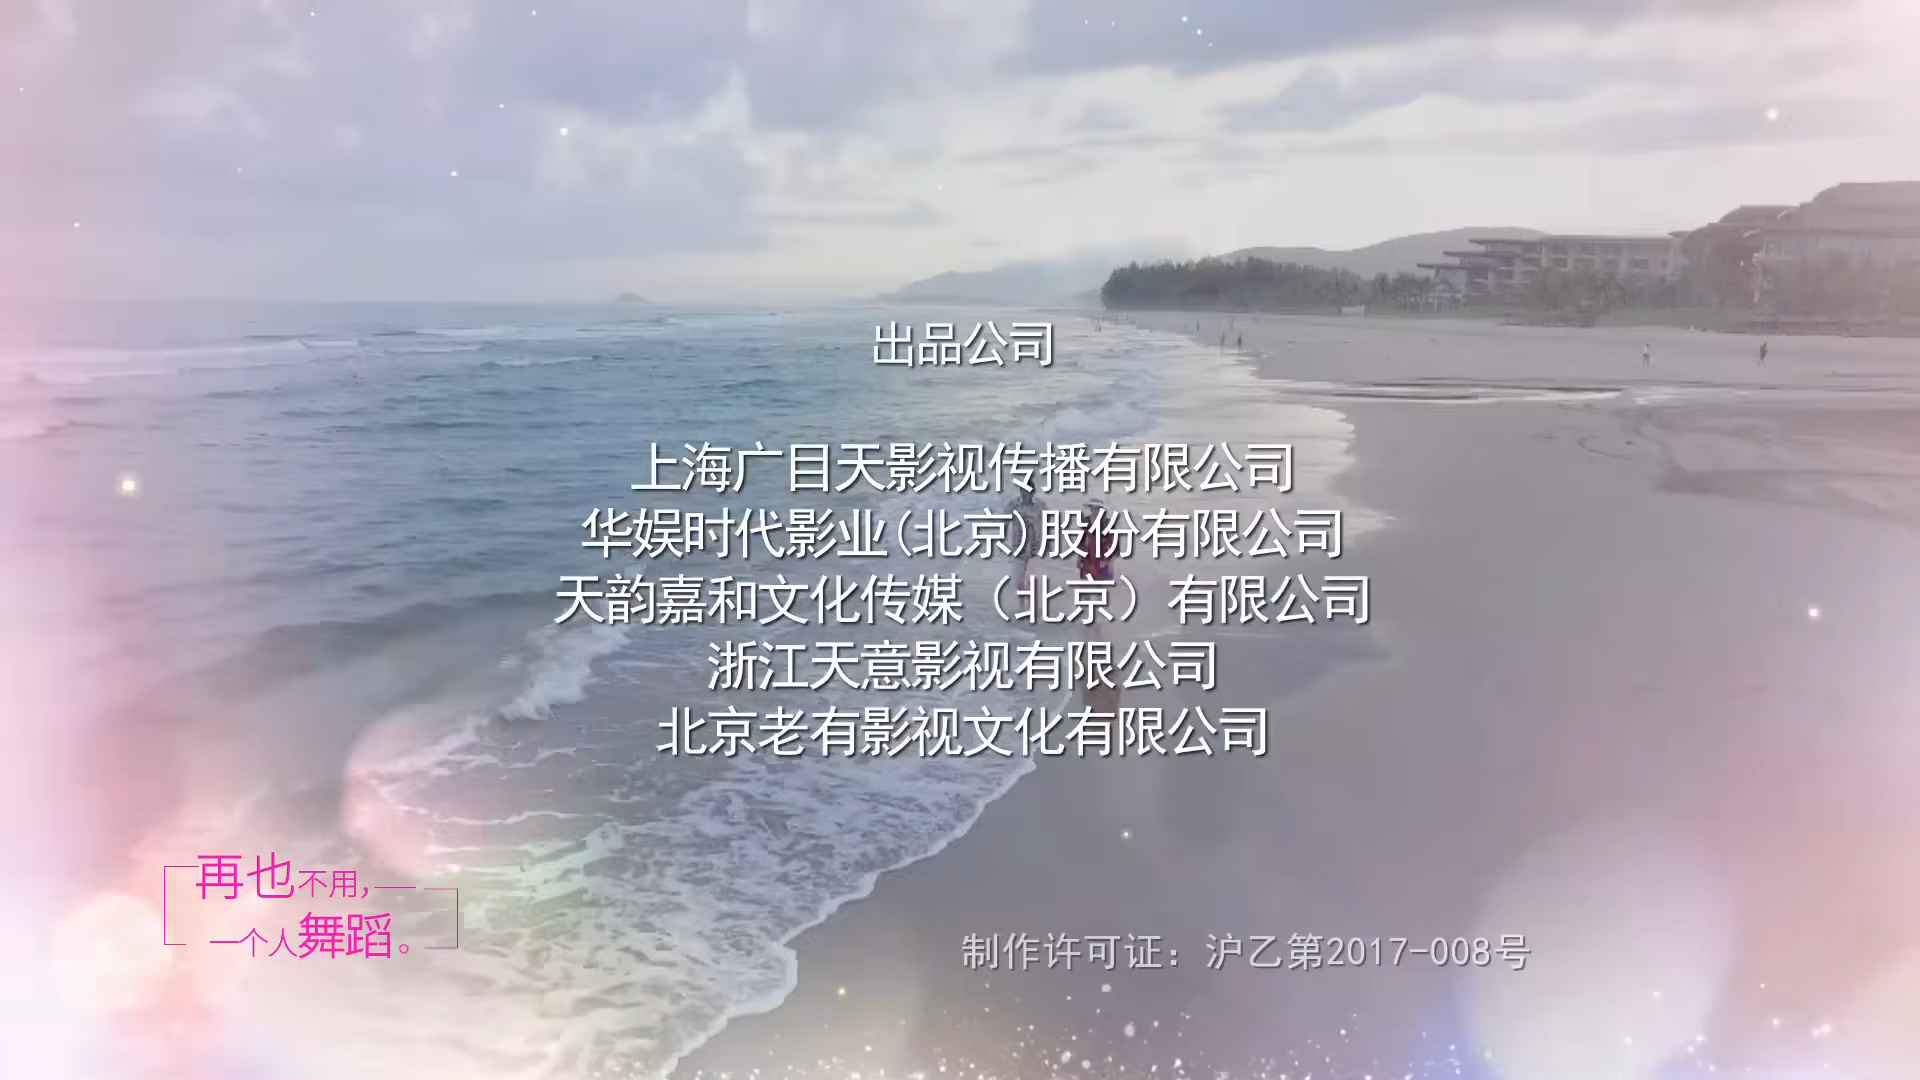 出品公司
上海广目天影视传播有限公司
华娱时代影业(北京)股份有限公司
天韵嘉和文化传媒（北京）有限公司
浙江天意影视有限公司
北京老有影视文化有限公司
再也不用,
一个人舞蹈。
制作许可证：沪乙第2017-008号